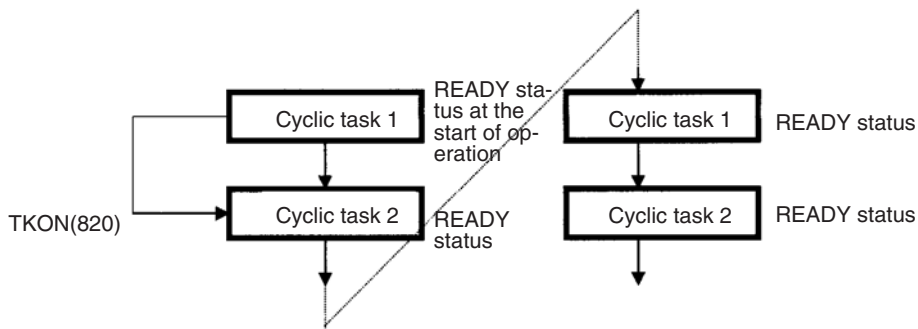 READY sta-
tus at the
start of op-
eration
Cyclic task 1
Cyclic task 1
READY status
TKON(820)
Cyclic task 2
READY
status
Cyclic task 2
READY status